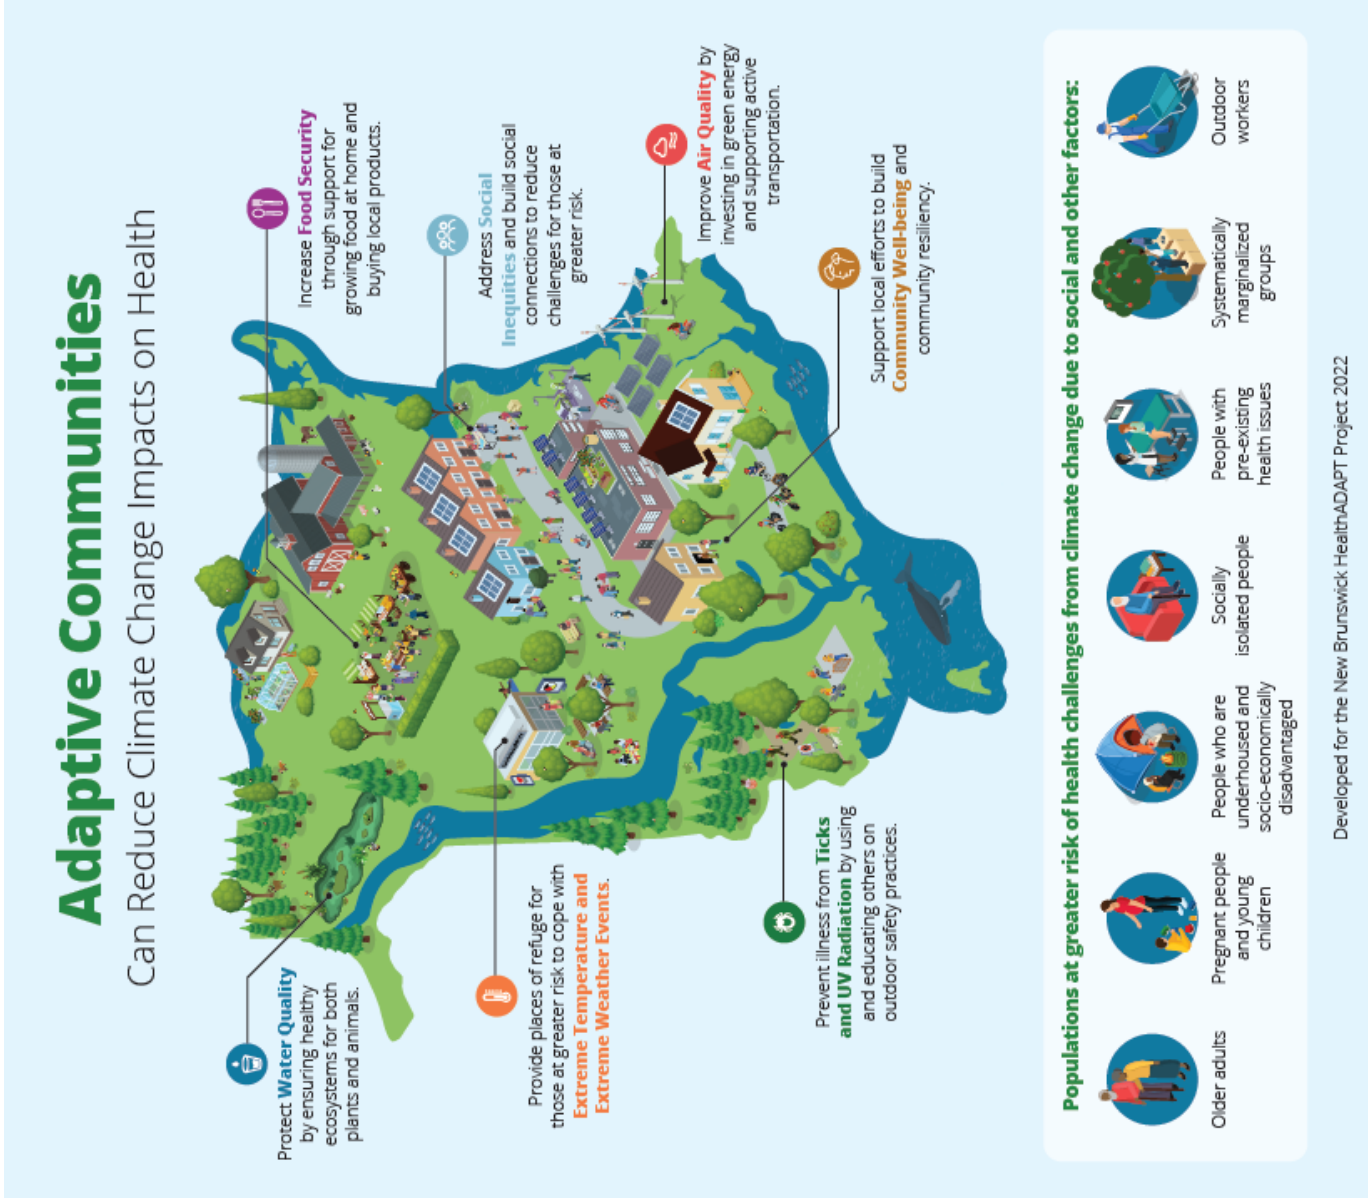 Adaptive Communities
Can Reduce Climate Change Impacts on Health
Protect Water Quality
by ensuring healthy
ecosystems for both
plants and animals.
Increase Food Security
through support for
growing food at home and
buying local products.
Provide places of refuge for
those at greater risk to cope with
Extreme Temperature and
Extreme Weather Events.
Address Social
Inequities and build social
connections to reduce
challenges for those at
greater risk.
Improve Air Quality by
investing in green energy
and supporting active
transportation.
Prevent illness from Ticks
and UV Radiation by using
and educating others on
outdoor safety practices.
Support local efforts to build
Community Well-being and
community resiliency.
Populations at greater risk of health challenges from climate change due to social and other factors:
Older adults
Pregnant people
and young
children
People who are
underhoused and
socio-economically
disadvantaged
Socially
isolated people
People with
pre-existing
health issues
Systematically
marginalized
groups
Outdoor
workers
Developed for the New Brunswick HealthADAPT Project 2022